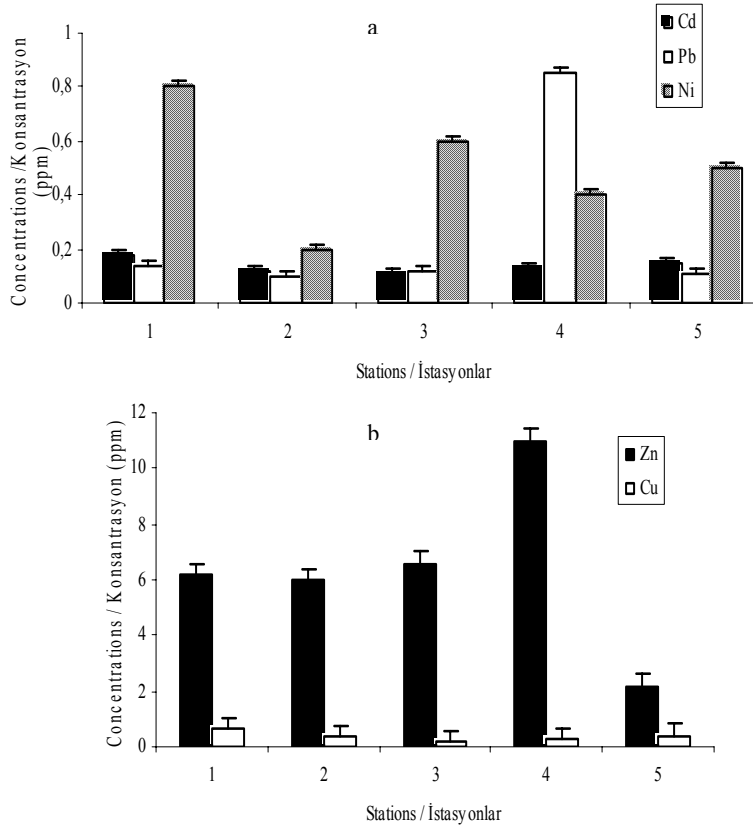 a
Cd
Pb
Ni
Concentrations /Konsantrasyon
(ppm)
1
0,8
0,6
0,4
0,2
0
1 2 3 4 5
Stations / İstasyonlar
b
Zn
Cu
Concentrations / Konsantrasyon (ppm)
12
10
8
6
4
2
0
1 2 3 4 5
Stations / İstasyonlar